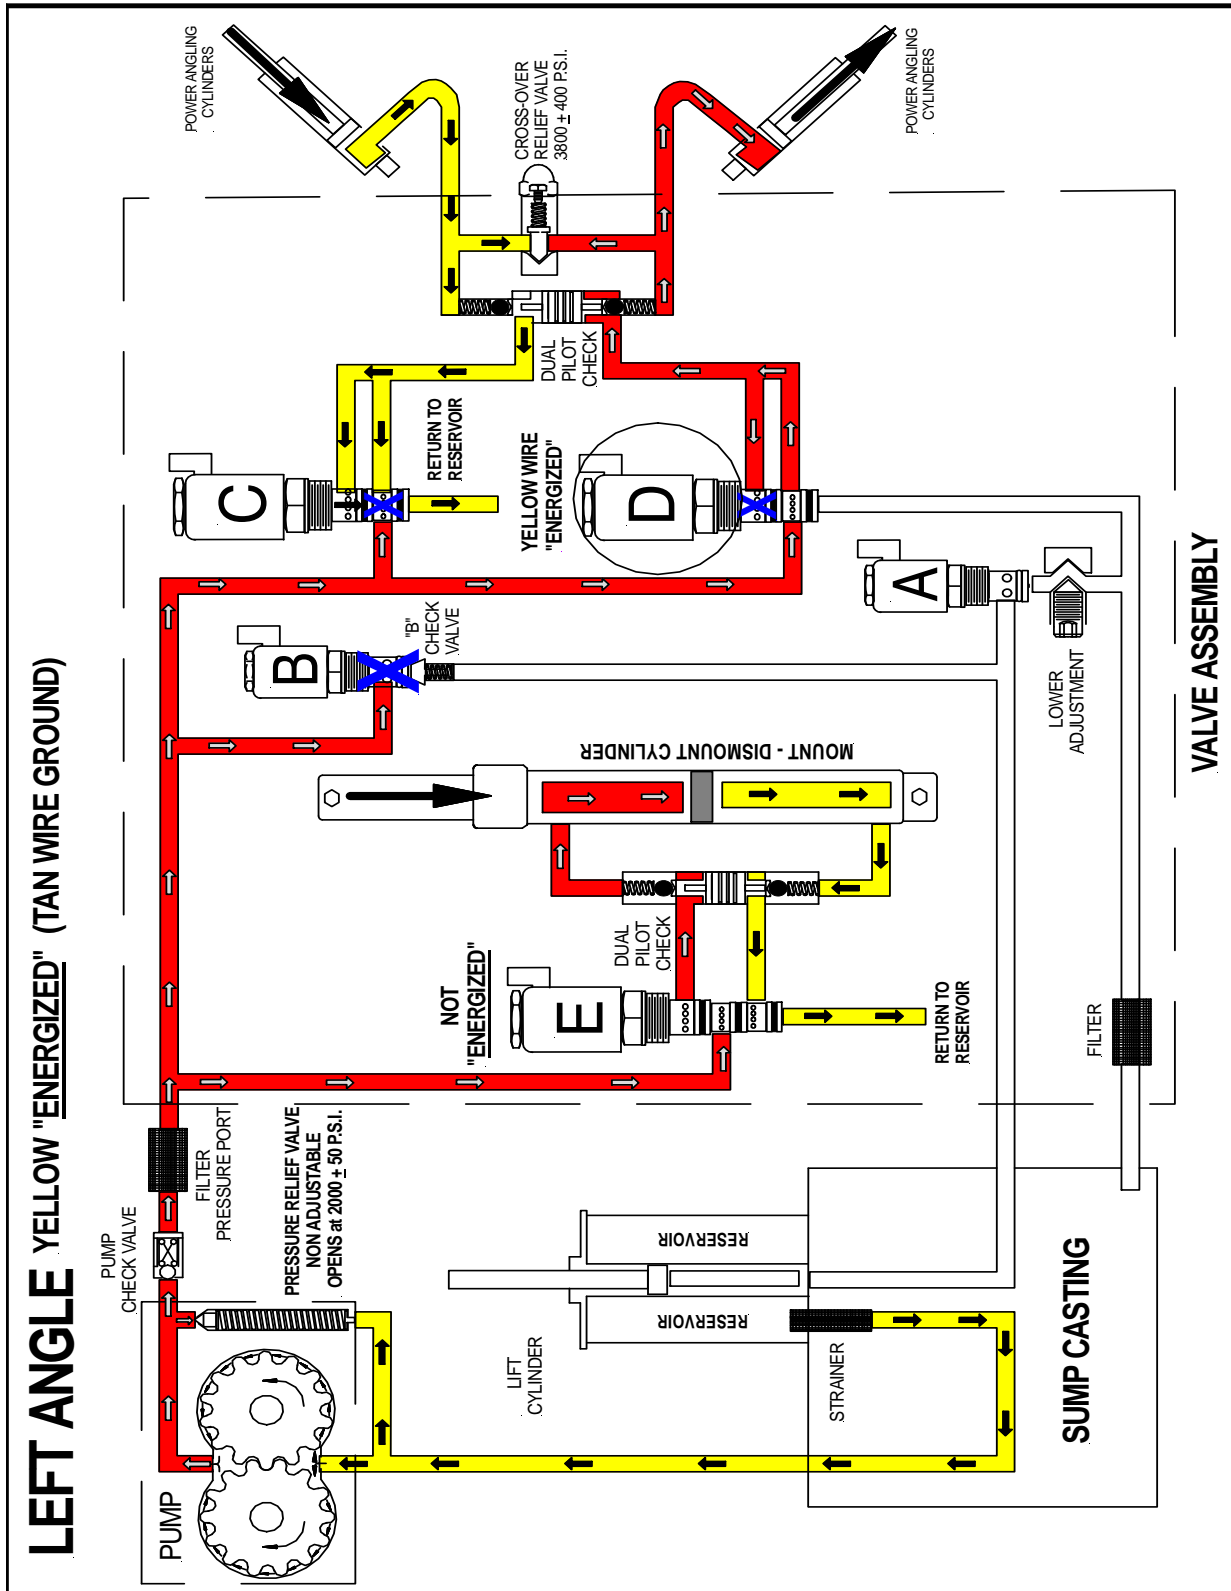 LEFT ANGLE YELLOW "ENERGIZED" (TAN WIRE GROUND)
PUMP
PUMP
CHECK VALVE
FILTER
PRESSURE PORT
PRESSURE RELIEF VALVE
NON ADJUSTABLE
OPENS at 2000 ± 50 P.S.I.
LIFT
CYLINDER
RESERVOIR
RESERVOIR
STRAINER
SUMP CASTING
NOT
"ENERGIZED"
E
DUAL
PILOT
CHECK
RETURN TO
RESERVOIR
MOUNT - DISMOUNT CYLINDER
FILTER
B
"B"
CHECK
VALVE
LOWER
ADJUSTMENT
A
C
RETURN TO
RESERVOIR
YELLOW WIRE
"ENERGIZED"
D
DUAL
PILOT
CHECK
CROSS-OVER
RELIEF VALVE
3800 ± 400 P.S.I.
POWER ANGLING
CYLINDERS
POWER ANGLING
CYLINDERS
VALVE ASSEMBLY